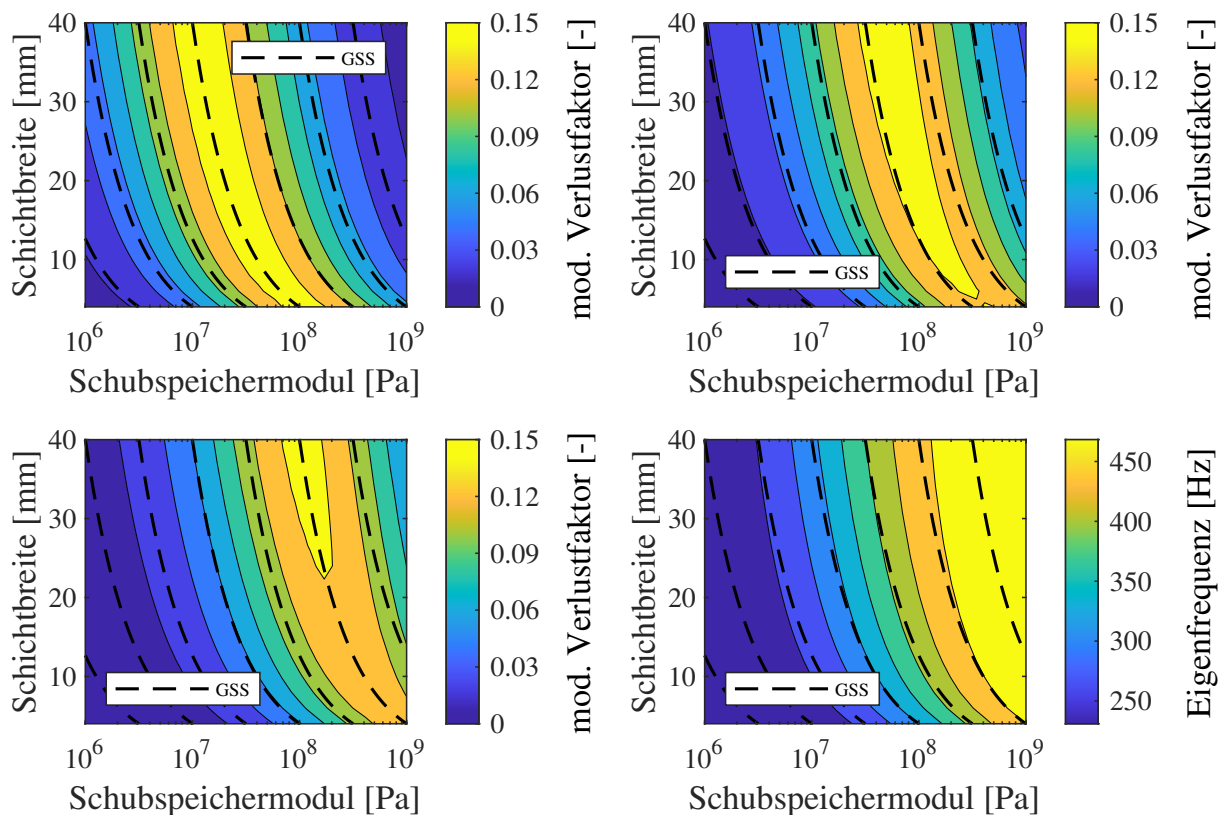 40
30
20
10
Schichtbreite [mm]
GSS
10^6 10^7 10^8 10^9
Schubspeichermodul [Pa]
0.15
0.12
0.09
0.06
0.03
0
mod. Verlustfaktor [-]
40
30
20
10
Schichtbreite [mm]
GSS
10^6 10^7 10^8 10^9
Schubspeichermodul [Pa]
0.15
0.12
0.09
0.06
0.03
0
mod. Verlustfaktor [-]
40
30
20
10
Schichtbreite [mm]
GSS
10^6 10^7 10^8 10^9
Schubspeichermodul [Pa]
0.15
0.12
0.09
0.06
0.03
0
mod. Verlustfaktor [-]
40
30
20
10
Schichtbreite [mm]
GSS
10^6 10^7 10^8 10^9
Schubspeichermodul [Pa]
450
400
350
300
250
Eigenfrequenz [Hz]